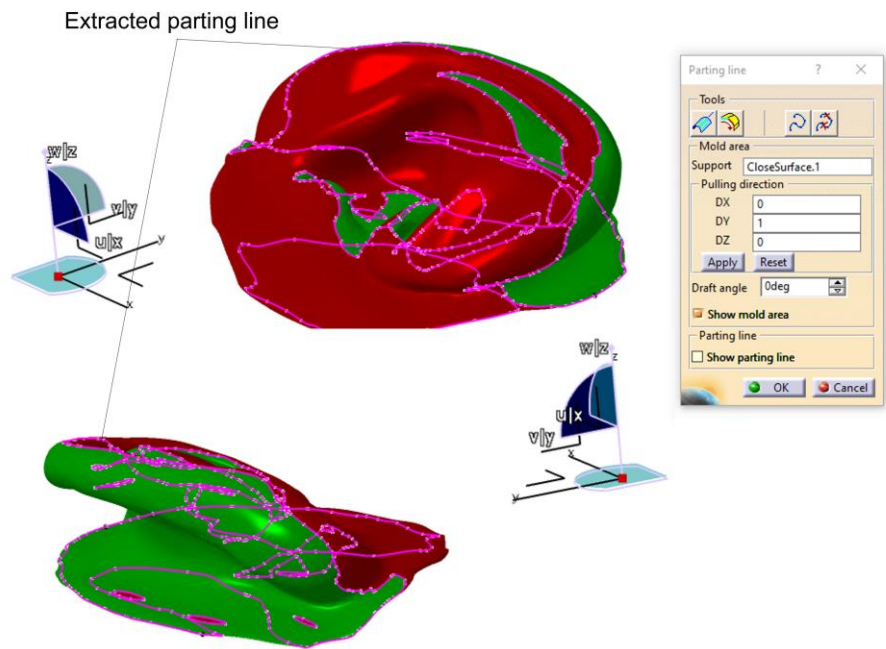 Extracted parting line
Parting line ? ×
Tools
Mold area
Support CloseSurface.1
Pulling direction
DX 0
DY 1
DZ 0
Apply Reset
Draft angle 0deg
Show mold area
Parting line
Show parting line
OK Cancel
w|z
z
v|y
u|x
y
x
w|z
z
u|x
v|y
x
y